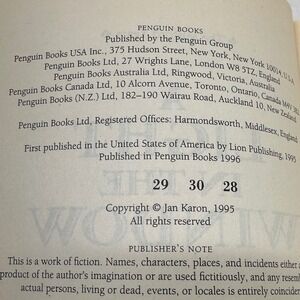 PENGUIN BOOKS
Published by the Penguin Group
Penguin Books USA Inc., 375 Hudson Street, New York, New York 10014, U.S.A.
Penguin Books Ltd, 27 Wrights Lane, London W8 5TZ, England
Penguin Books Australia Ltd, Ringwood, Victoria, Australia
Penguin Books Canada Ltd, 10 Alcorn Avenue, Toronto, Ontario, Canada M4V
Penguin Books (N.Z.) Ltd, 182–190 Wairau Road, Auckland 10, New Zealand
Penguin Books Ltd, Registered Offices: Harmondsworth, Middlesex, England
First published in the United States of America by Lion Publishing, 1995
Published in Penguin Books 1996
29 30 28
Copyright © Jan Karon, 1995
All rights reserved
PUBLISHER'S NOTE
This is a work of fiction. Names, characters, places, and incidents either a
product of the author's imagination or are used fictitiously, and any resemb
actual persons, living or dead, events, or locales is entirely coincident